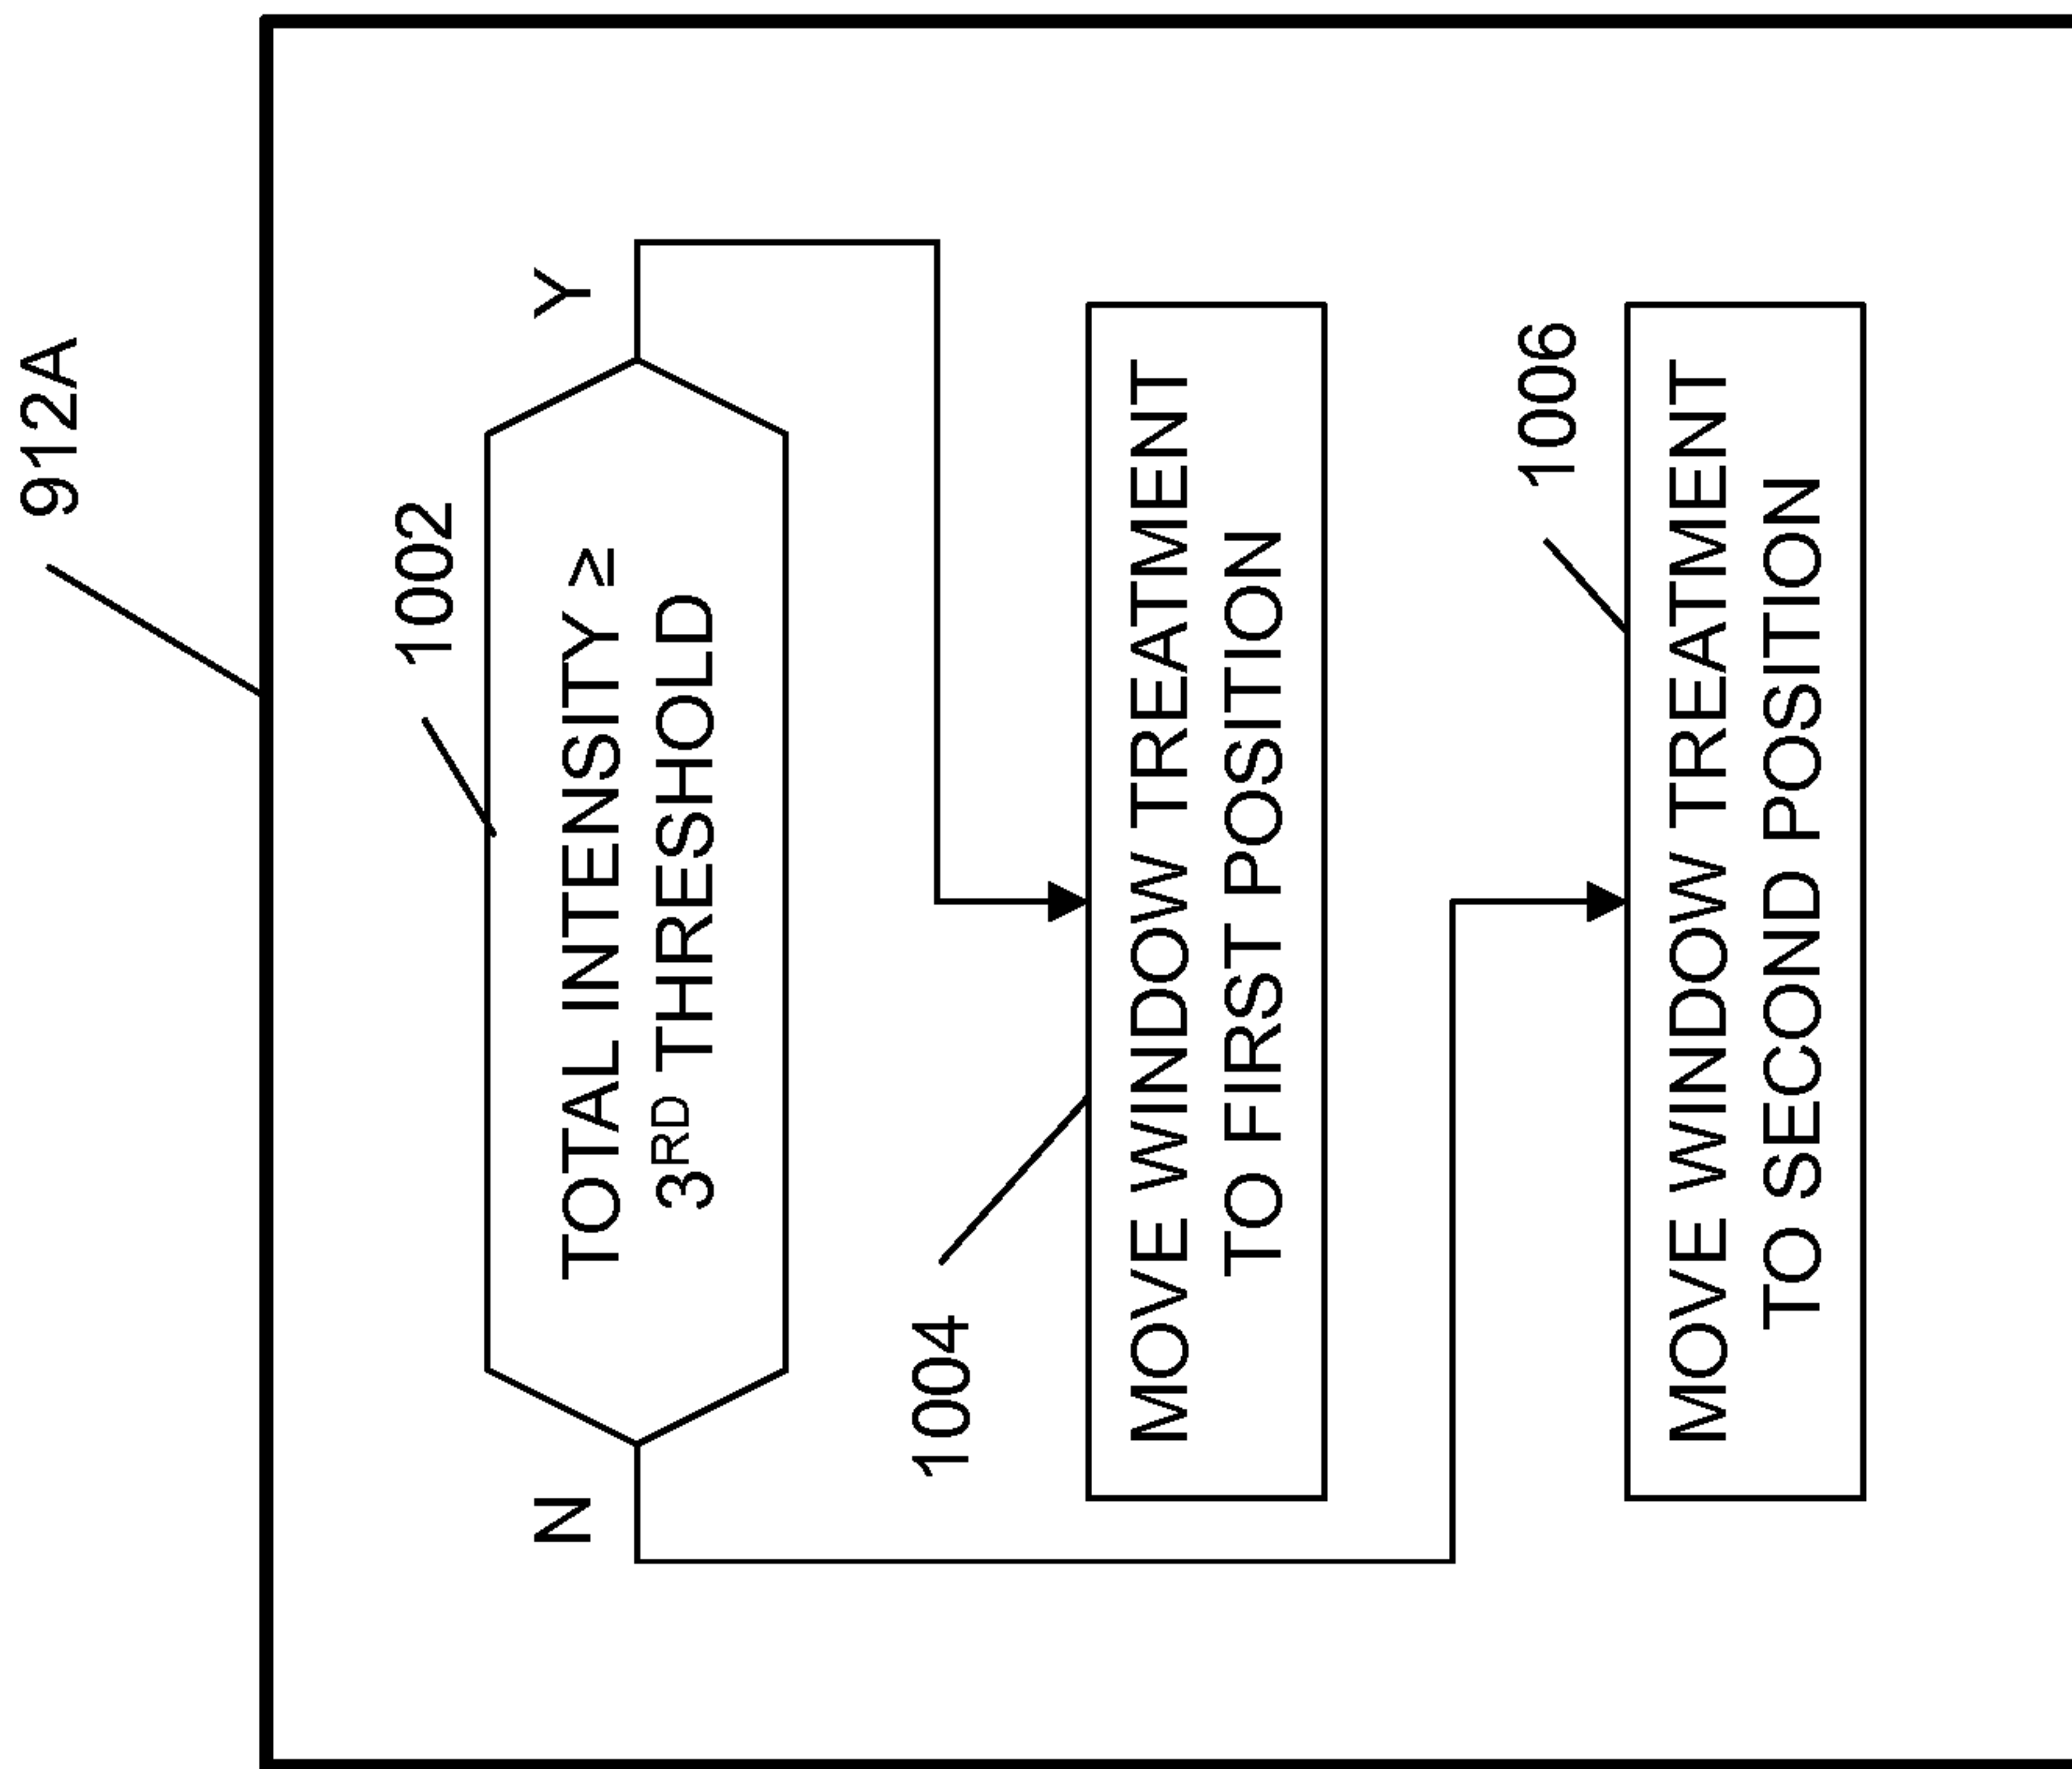 912A
1002
TOTAL INTENSITY ≥
3RD THRESHOLD
N
Y
1004
MOVE WINDOW TREATMENT
TO FIRST POSITION
1006
MOVE WINDOW TREATMENT
TO SECOND POSITION